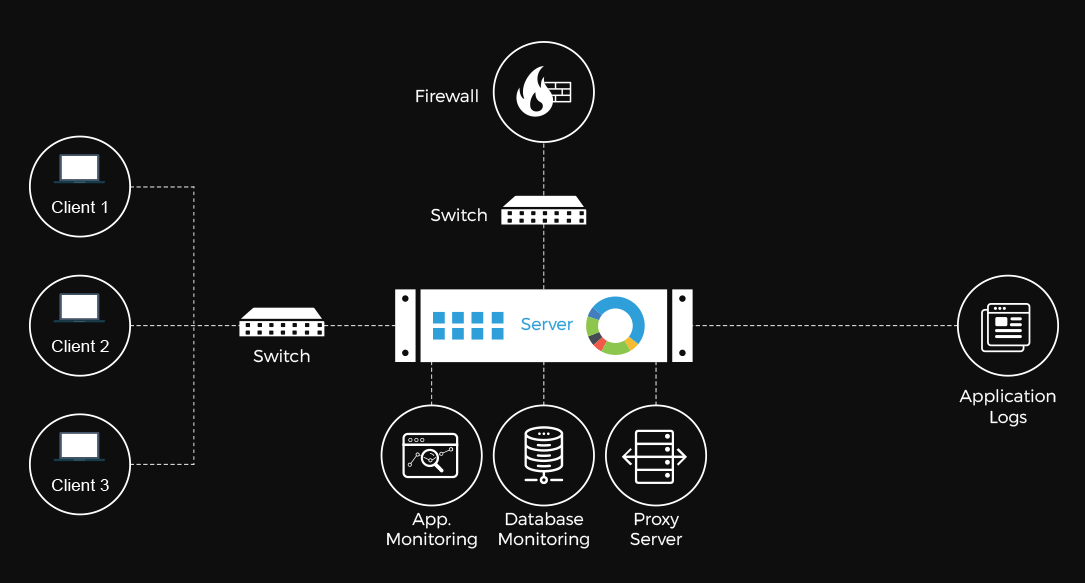 Firewall
Client 1
Switch
Client 2
Server
Switch
Application
Logs
Client 3
App.
Monitoring
Database
Monitoring
Proxy
Server